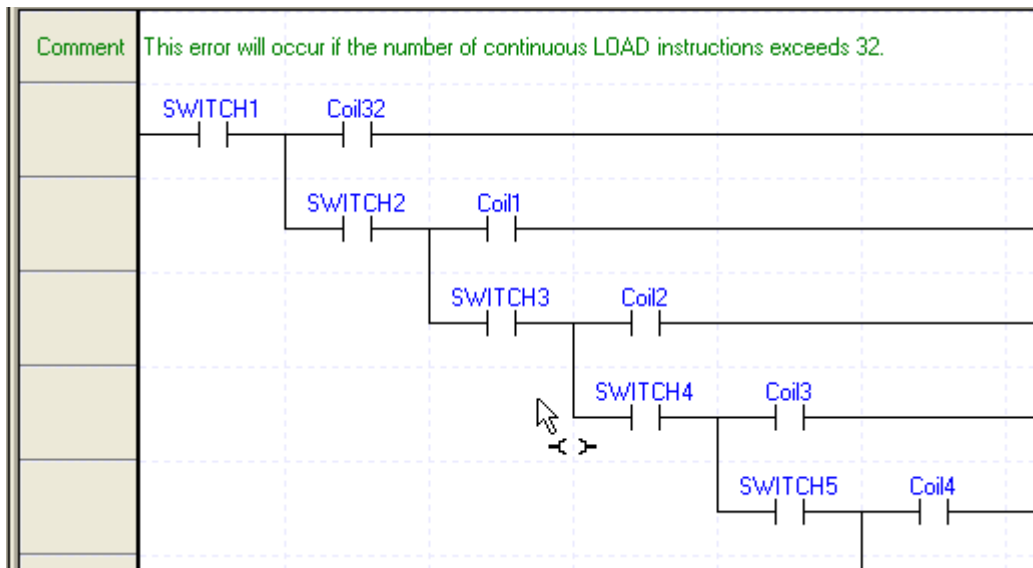 Comment This error will occur if the number of continuous LOAD instructions exceeds 32.
SWITCH1 Coil32
SWITCH2 Coil1
SWITCH3 Coil2
SWITCH4 Coil3
SWITCH5 Coil4